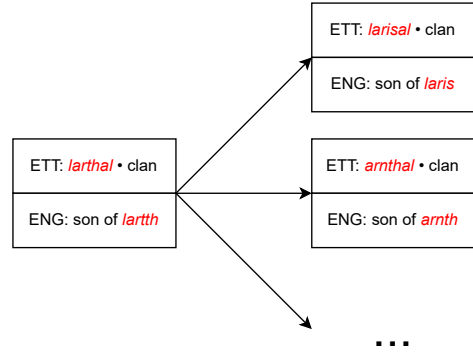 ETT: larisal • clan
ENG: son of laris
ETT: larthal • clan
ENG: son of lartth
ETT: arnthal • clan
ENG: son of arnth
...